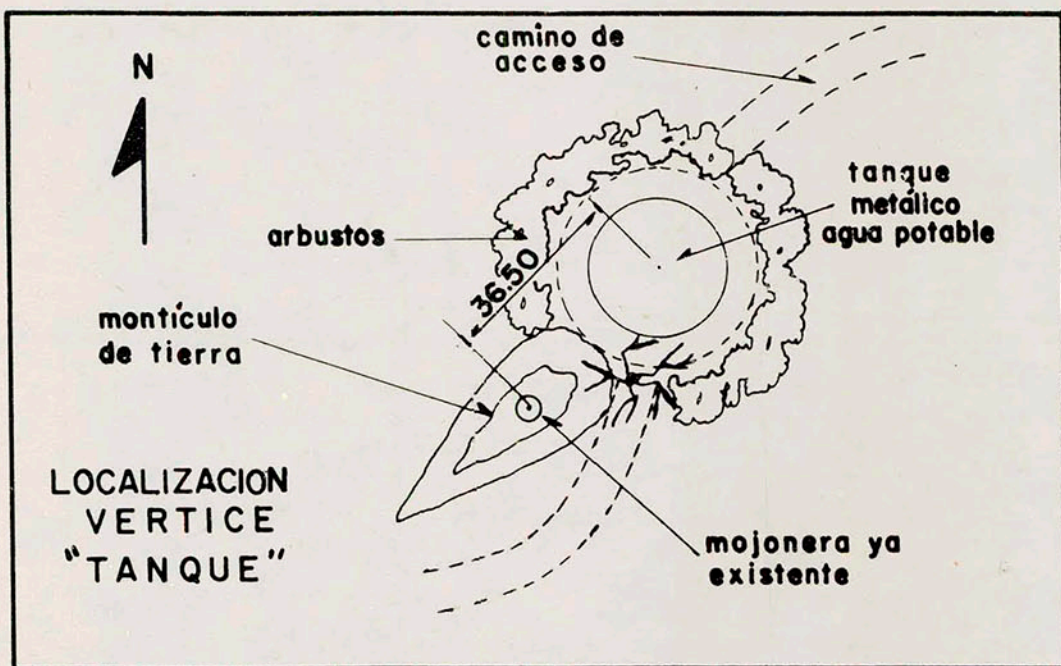 camino de
acceso
N
tanque
metálico
agua potable
arbustos
36.50
montículo
de tierra
LOCALIZACION
VERTICE
"TANQUE"
mojonera ya
existente